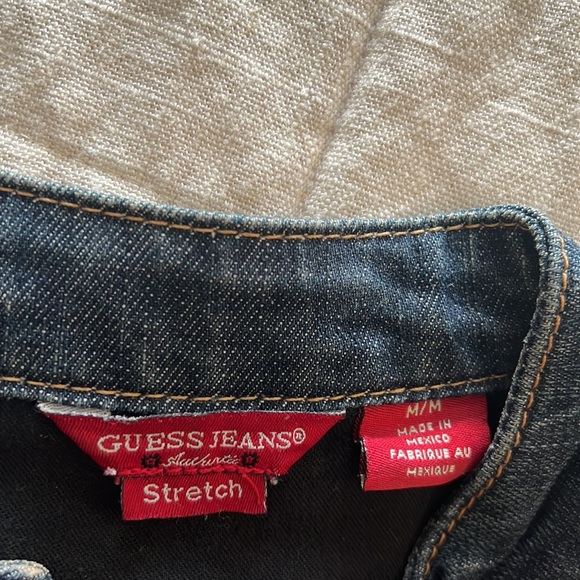 GUESS JEANS®
Authentic
Stretch
M/M
MADE IN
MEXICO
FABRIQUE AU
MEXIQUE